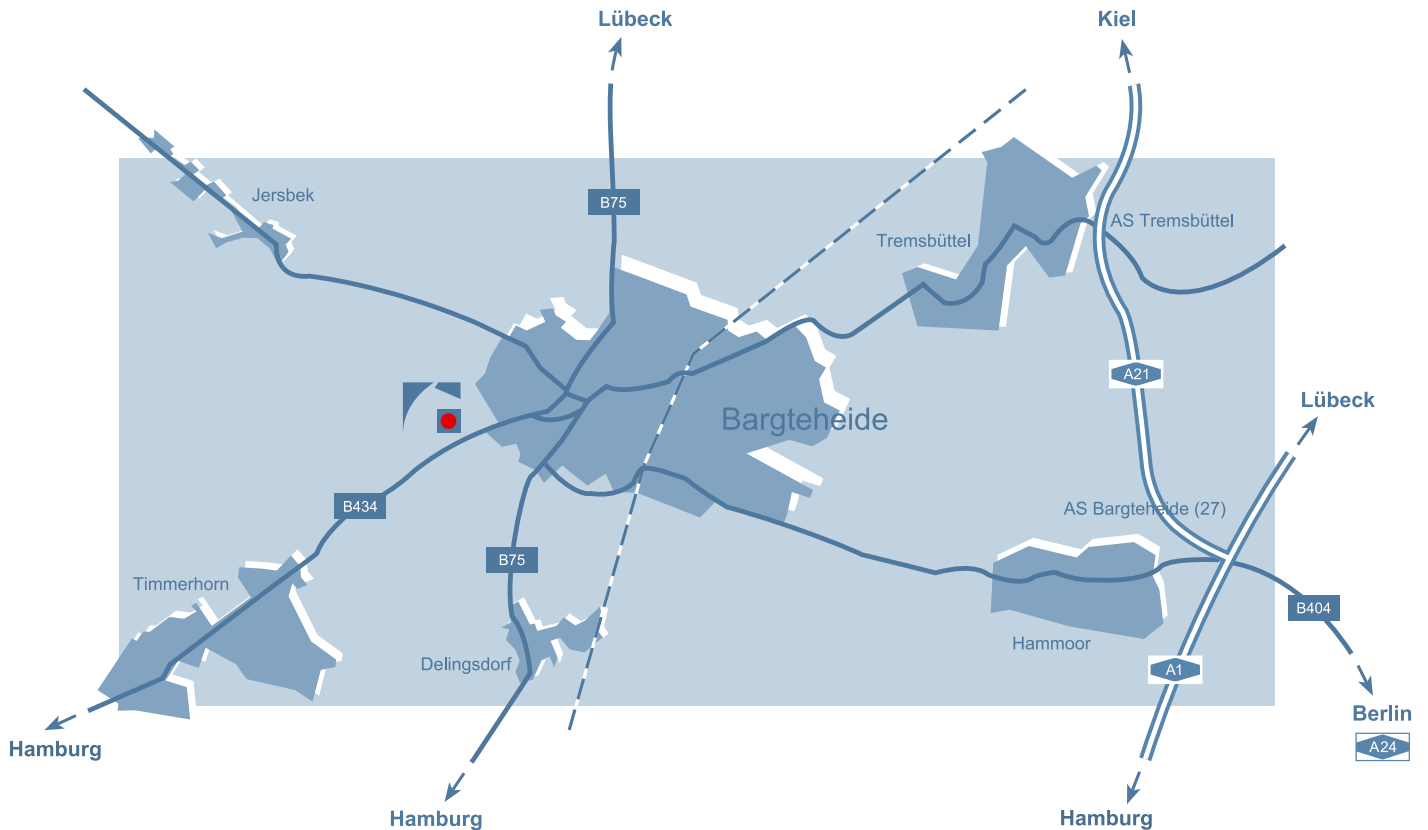 Lübeck
Kiel
Jersbek
B75
AS Tremsbüttel
Tremsbüttel
A21
Lübeck
Bargteheide
B434
AS Bargteheide (27)
B75
Timmerhorn
B404
Hammoor
Delingsdorf
A1
Berlin
Hamburg
A24
Hamburg
Hamburg